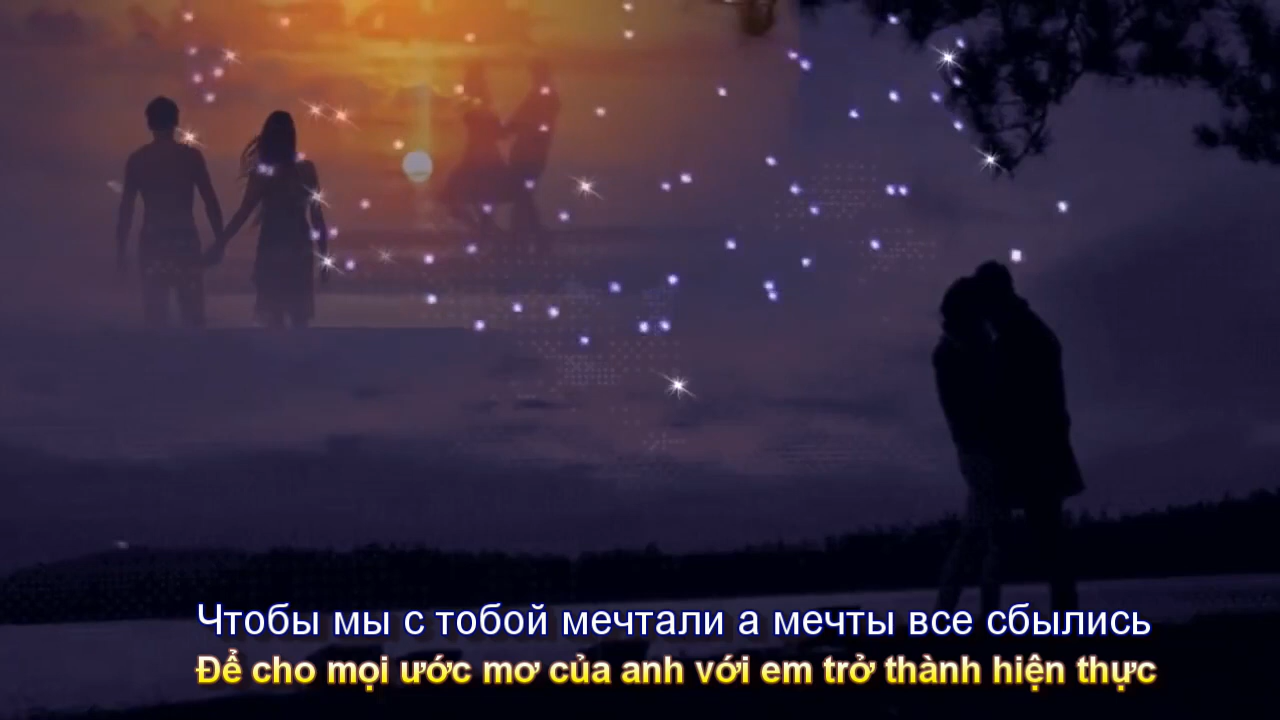 Чтобы мы с тобой мечтали а мечты все сбылись
Để cho mọi ước mơ của anh với em trở thành hiện thực